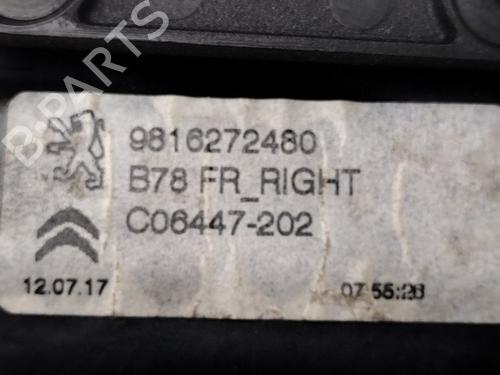 9816272480
B78 FR_RIGHT
C06447-202
12.07.17 07 55:28
B-PARTS